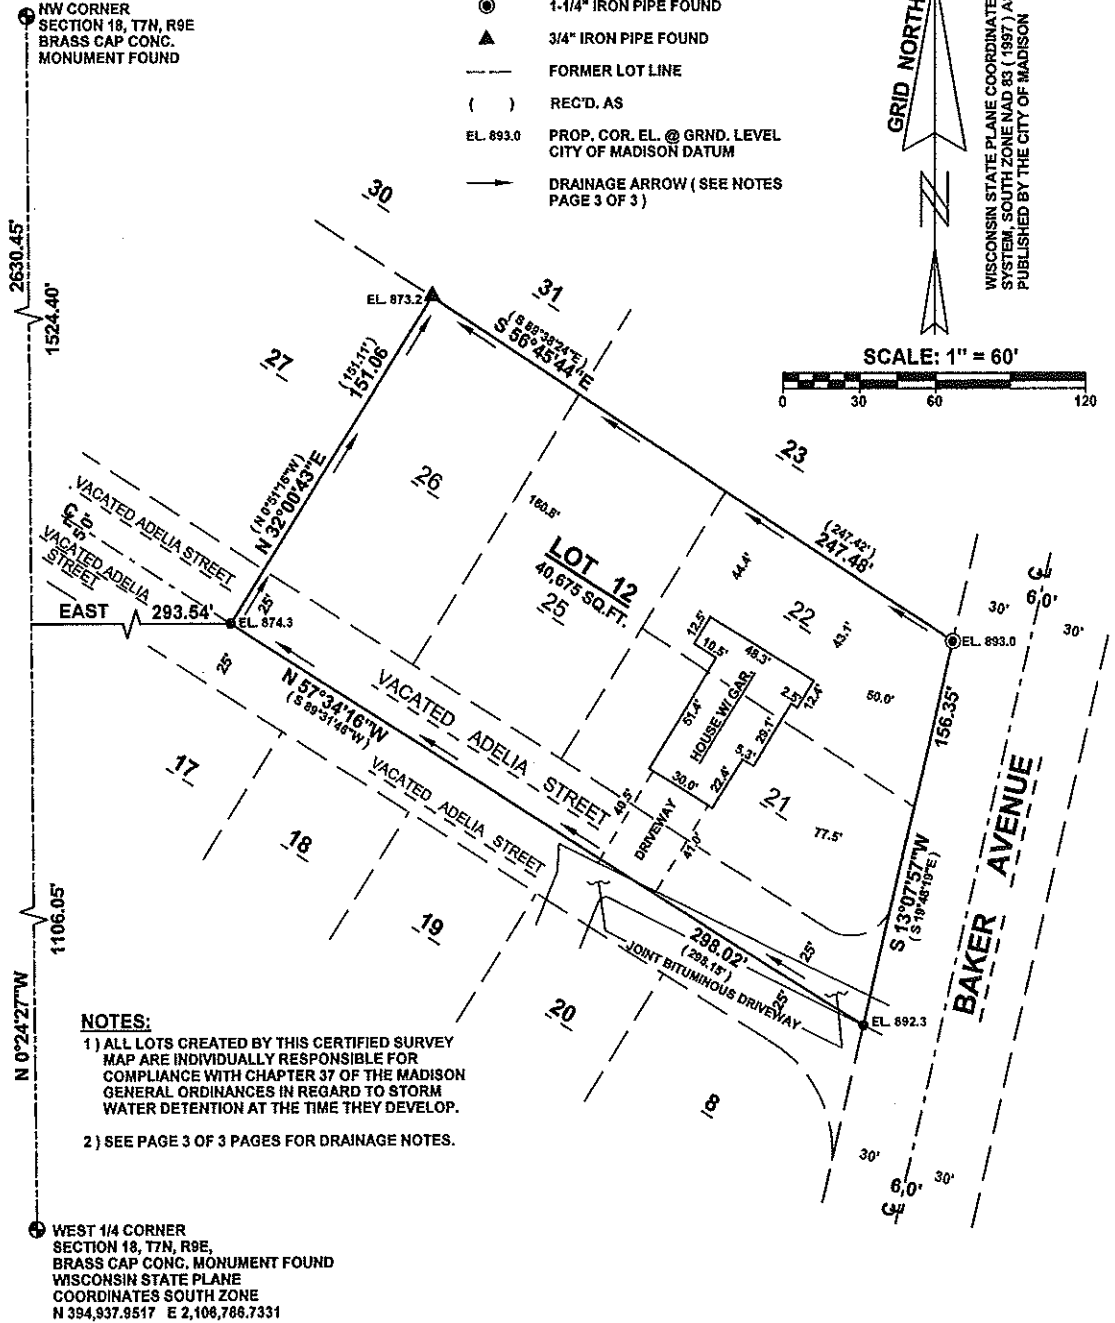 NW CORNER
SECTION 18, T7N, R9E
BRASS CAP CONC.
MONUMENT FOUND
1-1/4" IRON PIPE FOUND
3/4" IRON PIPE FOUND
FORMER LOT LINE
( ) REC'D. AS
EL. 893.0 PROP. COR. EL. @ GRND. LEVEL
CITY OF MADISON DATUM
DRAINAGE ARROW ( SEE NOTES
PAGE 3 OF 3 )
GRID NORTH
N
WISCONSIN STATE PLANE COORDINATE
SYSTEM, SOUTH ZONE NAD 83 ( 1997 ) A
PUBLISHED BY THE CITY OF MADISON
SCALE: 1" = 60'
0 30 60 120
2630.45'
1524.40'
1106.05'
N 0°24'27"W
30
31
27
23
EL. 873.2
( S 88°38'24"E )
S 56°45'44"E
( 151.11')
151.06
( N 0°51'16"W )
N 32°00'43"E
26
160.8'
LOT 12
40,675 SQ.FT.
25
( 247.42')
247.48'
44.4'
22
43.1'
50.0'
12.5'
10.5'
48.3'
2.5'
12.4'
51.4'
HOUSE W/ GAR.
29.1'
5.3'
30.0'
22.4'
21
77.5'
40.5'
DRIVEWAY
41.0'
VACATED ADELIA STREET
50'
VACATED ADELIA
STREET
EAST 293.54'
EL. 874.3
25'
25'
VACATED ADELIA STREET
N 57°34'16"W
( S 89°31'46"W )
VACATED ADELIA STREET
17
18
19
20
8
298.02'
( 298.15')
JOINT BITUMINOUS DRIVEWAY
25'
25'
EL. 893.0
30'
60'
30'
156.35'
S 13°07'57"W
( S 19°48'19"E )
BAKER AVENUE
EL. 892.3
30'
60'
30'
NOTES:
1 ) ALL LOTS CREATED BY THIS CERTIFIED SURVEY
MAP ARE INDIVIDUALLY RESPONSIBLE FOR
COMPLIANCE WITH CHAPTER 37 OF THE MADISON
GENERAL ORDINANCES IN REGARD TO STORM
WATER DETENTION AT THE TIME THEY DEVELOP.
2 ) SEE PAGE 3 OF 3 PAGES FOR DRAINAGE NOTES.
WEST 1/4 CORNER
SECTION 18, T7N, R9E,
BRASS CAP CONC. MONUMENT FOUND
WISCONSIN STATE PLANE
COORDINATES SOUTH ZONE
N 394,937.9517 E 2,106,786.7331